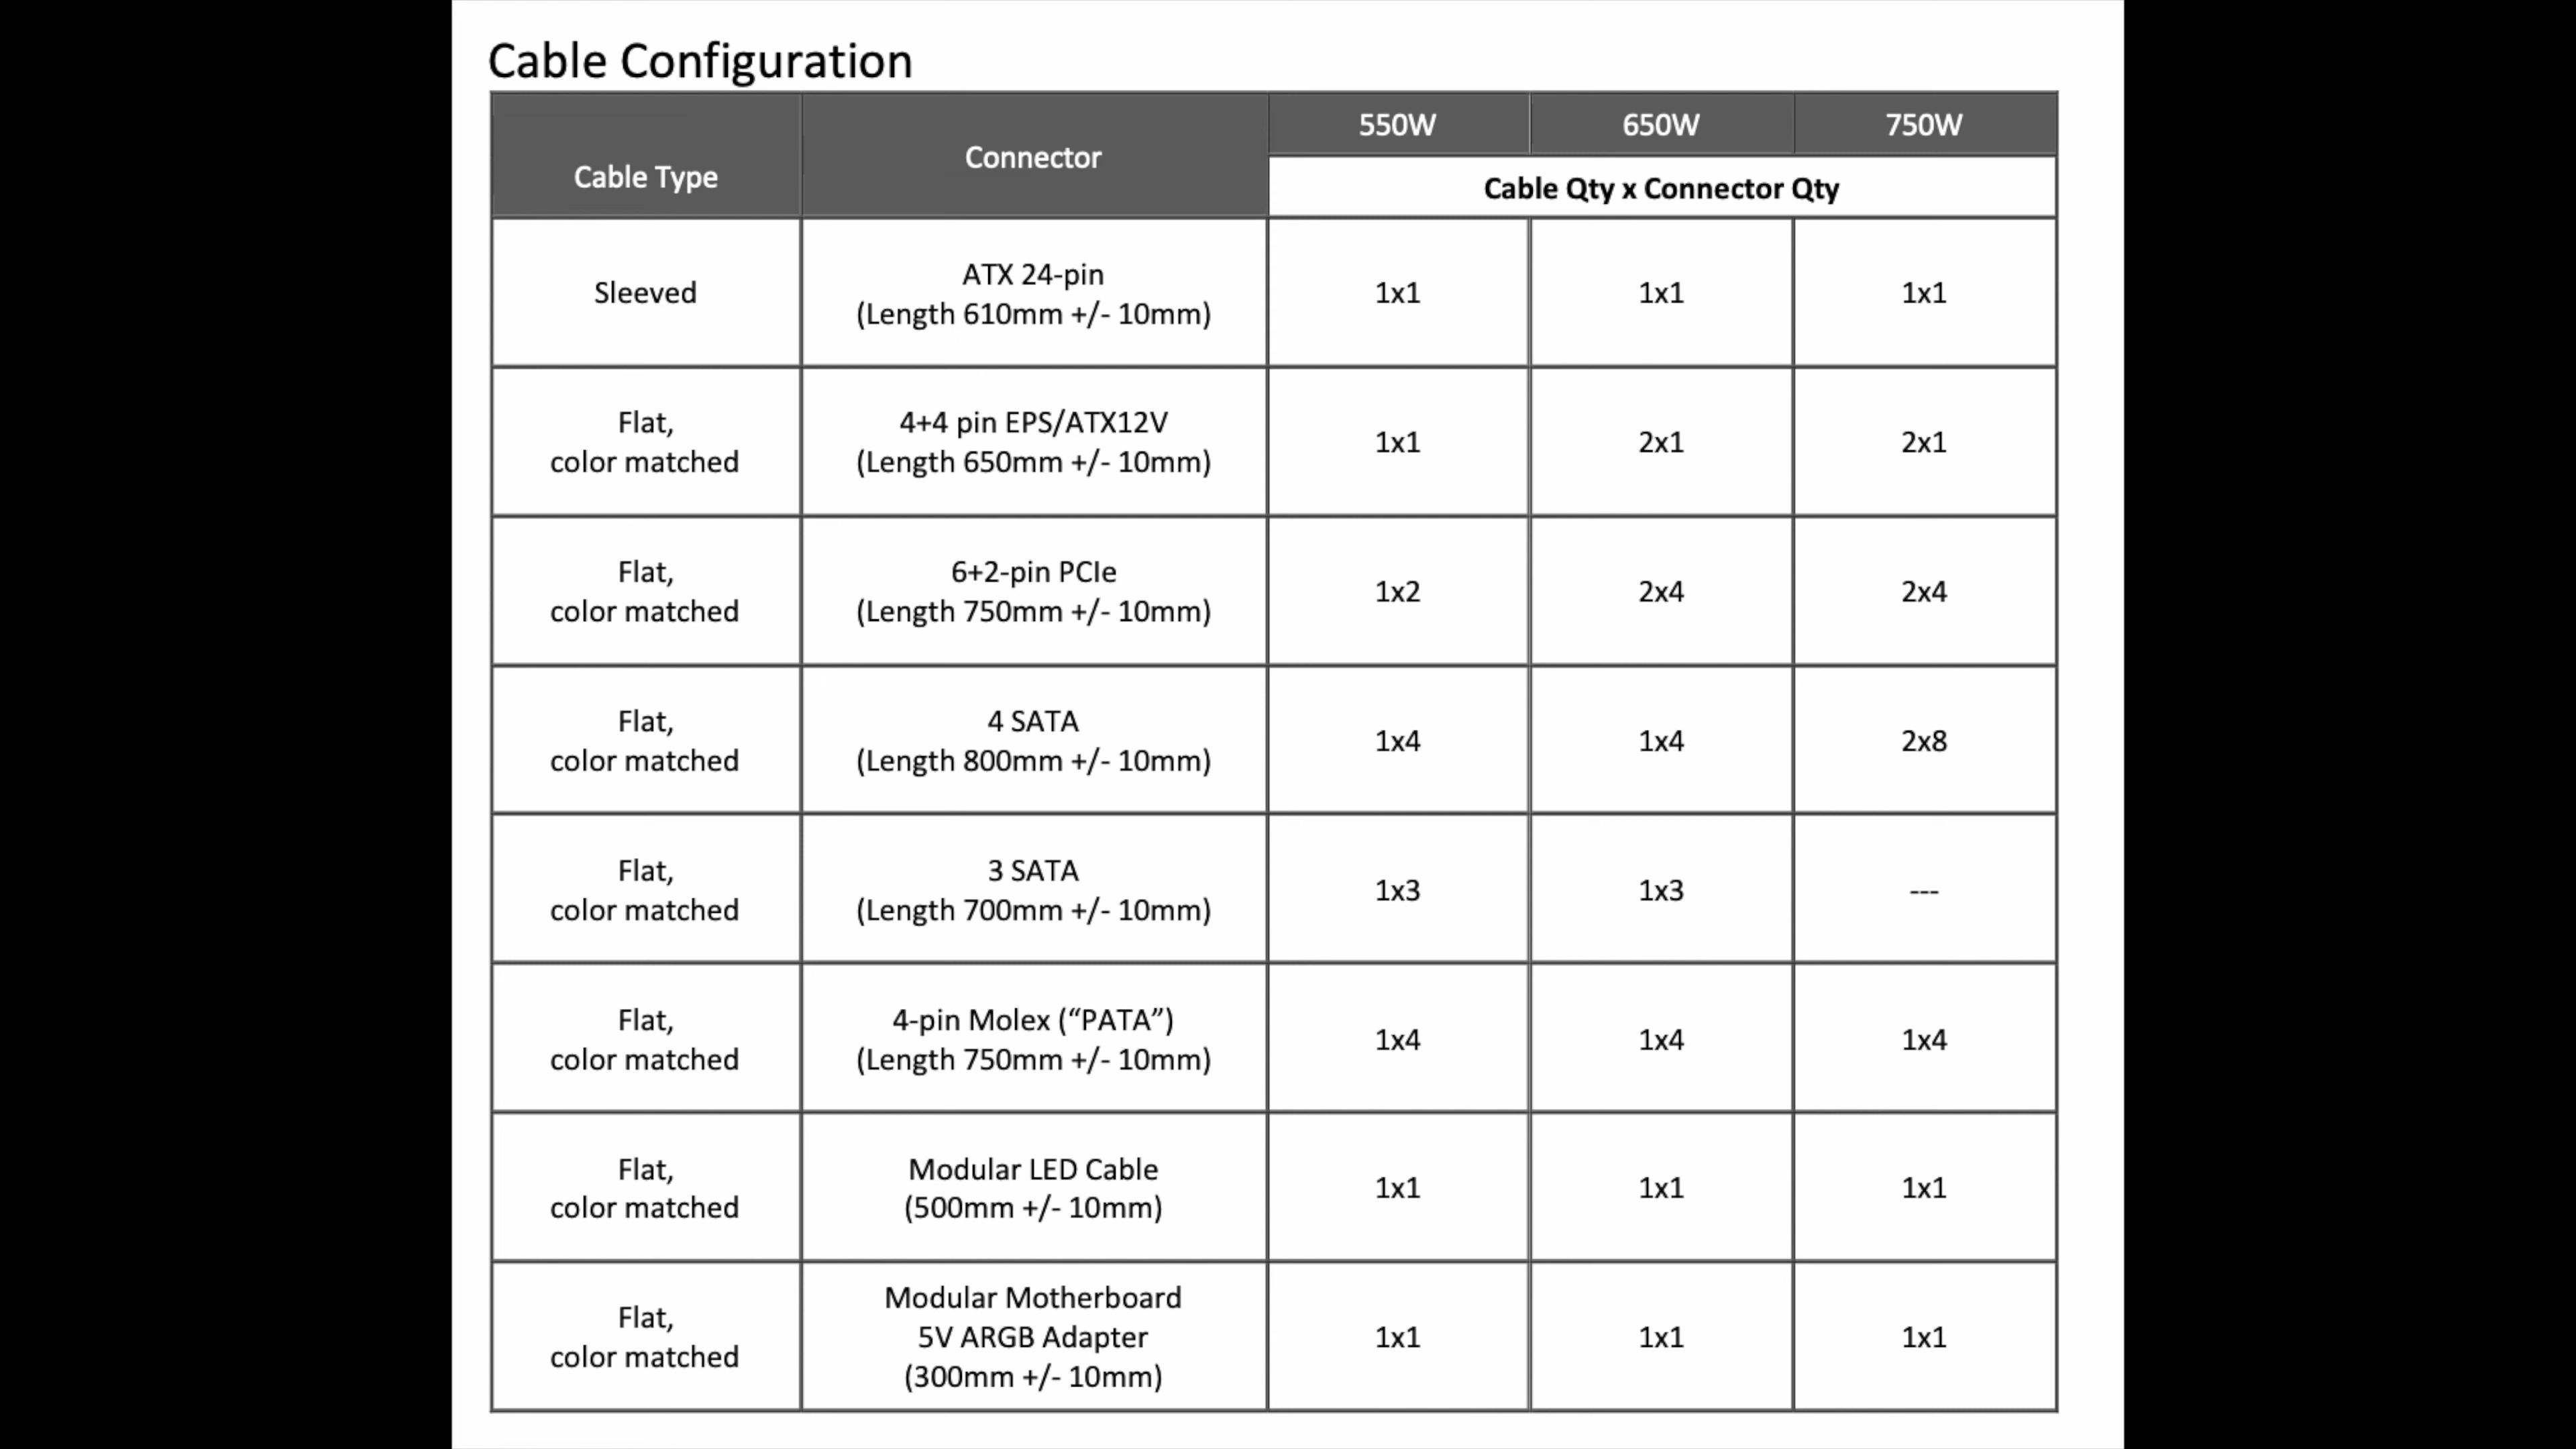 Cable Configuration
Cable Type
Connector
550W
650W
750W
Cable Qty x Connector Qty
Sleeved
ATX 24-pin
(Length 610mm +/- 10mm)
1x1
1x1
1x1
Flat,
color matched
4+4 pin EPS/ATX12V
(Length 650mm +/- 10mm)
1x1
2x1
2x1
Flat,
color matched
6+2-pin PCIe
(Length 750mm +/- 10mm)
1x2
2x4
2x4
Flat,
color matched
4 SATA
(Length 800mm +/- 10mm)
1x4
1x4
2x8
Flat,
color matched
3 SATA
(Length 700mm +/- 10mm)
1x3
1x3
---
Flat,
color matched
4-pin Molex (“PATA”)
(Length 750mm +/- 10mm)
1x4
1x4
1x4
Flat,
color matched
Modular LED Cable
(500mm +/- 10mm)
1x1
1x1
1x1
Flat,
color matched
Modular Motherboard
5V ARGB Adapter
(300mm +/- 10mm)
1x1
1x1
1x1